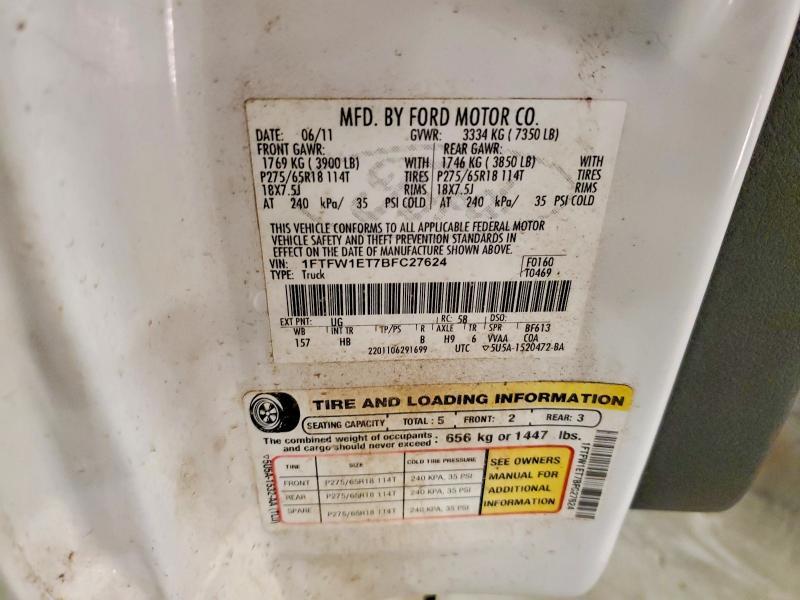 MFD. BY FORD MOTOR CO.
DATE: 06/11 GVWR: 3334 KG ( 7350 LB)
FRONT GAWR: REAR GAWR:
1769 KG ( 3900 LB) WITH 1746 KG ( 3850 LB) WITH
P275/65R18 114T TIRES P275/65R18 114T TIRES
18X7.5J RIMS 18X7.5J RIMS
AT 240 kPa/ 35 PSI COLD AT 240 kPa/ 35 PSI COLD
THIS VEHICLE CONFORMS TO ALL APPLICABLE FEDERAL MOTOR
VEHICLE SAFETY AND THEFT PREVENTION STANDARDS IN
EFFECT ON THE DATE OF MANUFACTURE SHOWN ABOVE.
VIN: 1FTFW1ET7BFC27624 F0160
TYPE: Truck T0469
EXT PNT: UG RC: 58 DSO:
WB INT TR TP/PS R AXLE TR SPR BF613
157 HB B H9 6 VVAA COA
2201106291699 UTC ▽5U5A-1520472-BA
TIRE AND LOADING INFORMATION
SEATING CAPACITY TOTAL : 5 FRONT: 2 REAR: 3
The combined weight of occupants and cargo should never exceed : 656 kg or 1447 lbs.
TIRE SIZE COLD TIRE PRESSURE
FRONT P275/65R18 114T 240 KPA, 35 PSI
REAR P275/65R18 114T 240 KPA, 35 PSI
SPARE P275/65R18 114T 240 KPA, 35 PSI
SEE OWNERS
MANUAL FOR
ADDITIONAL
INFORMATION
1FTFW1ET7BFC27624